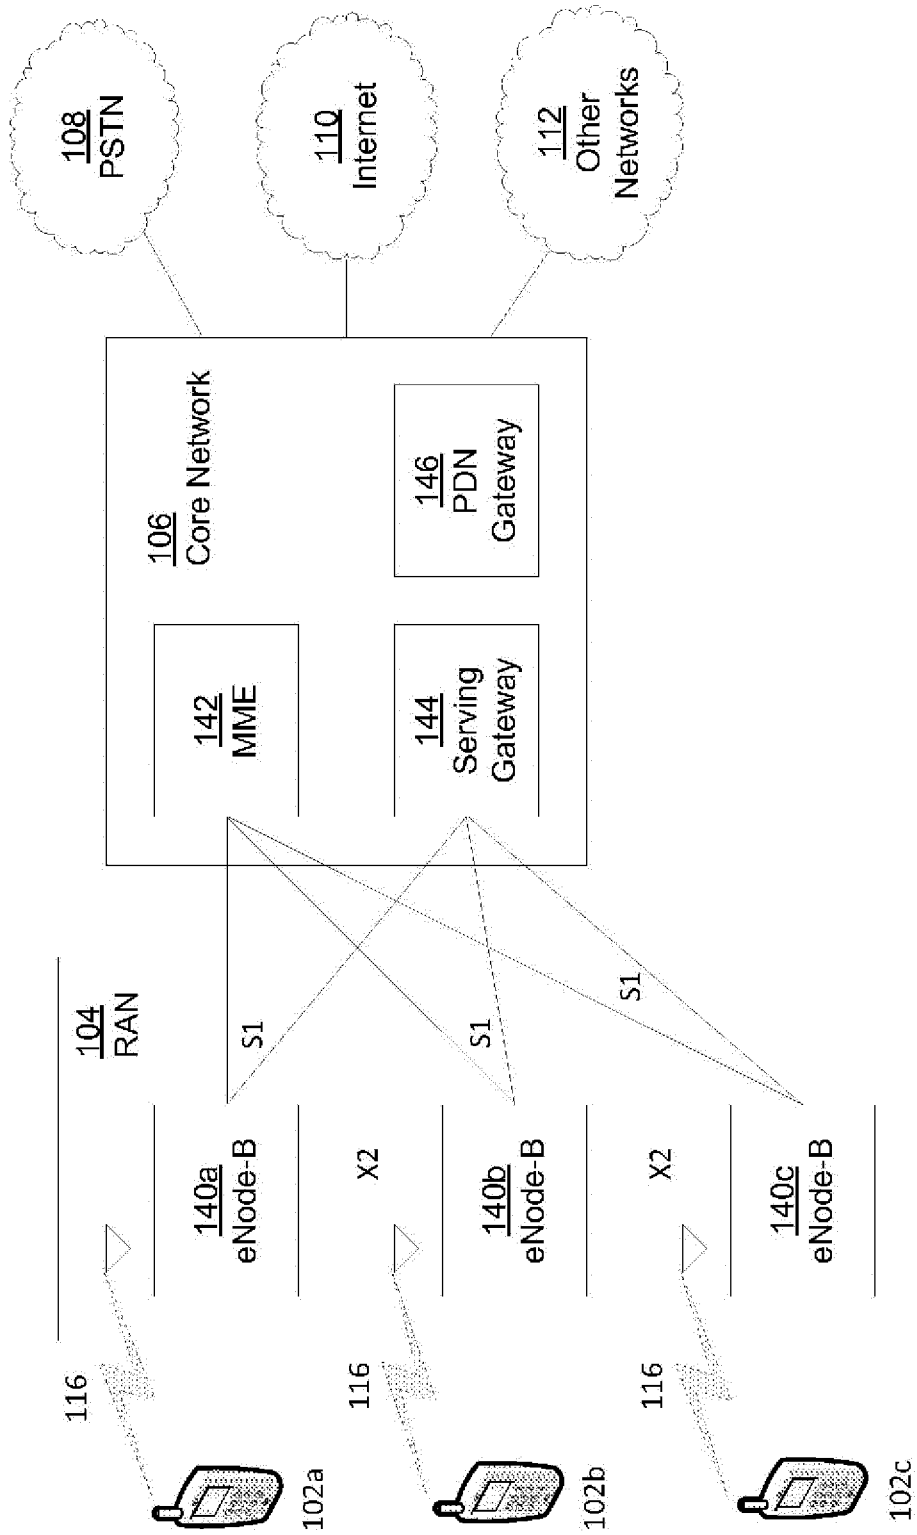 116
104
RAN
102a
140a
eNode-B
S1
142
MME
106
Core Network
108
PSTN
X2
110
Internet
116
102b
140b
eNode-B
S1
144
Serving
Gateway
146
PDN
Gateway
112
Other
Networks
X2
S1
116
102c
140c
eNode-B